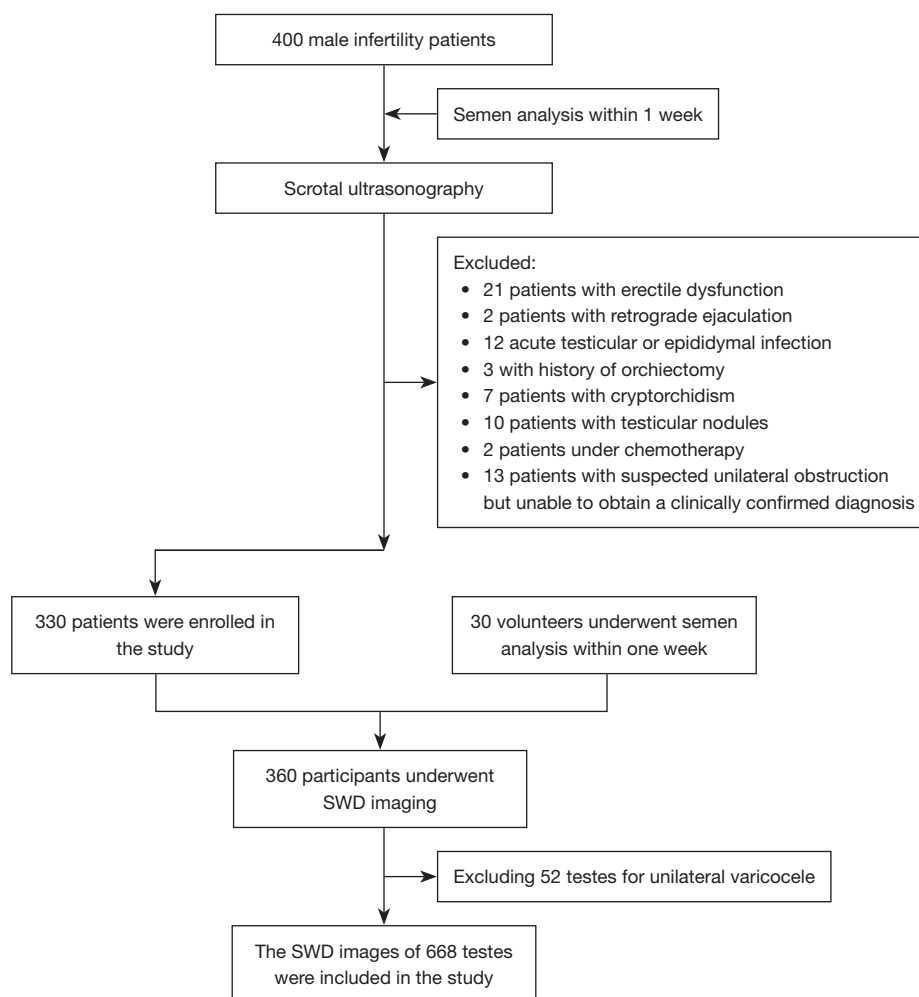 400 male infertility patients
Semen analysis within 1 week
Scrotal ultrasonography
Excluded:
• 21 patients with erectile dysfunction
• 2 patients with retrograde ejaculation
• 12 acute testicular or epididymal infection
• 3 with history of orchiectomy
• 7 patients with cryptorchidism
• 10 patients with testicular nodules
• 2 patients under chemotherapy
• 13 patients with suspected unilateral obstruction
but unable to obtain a clinically confirmed diagnosis
330 patients were enrolled in
the study
30 volunteers underwent semen
analysis within one week
360 participants underwent
SWD imaging
Excluding 52 testes for unilateral varicocele
The SWD images of 668 testes
were included in the study